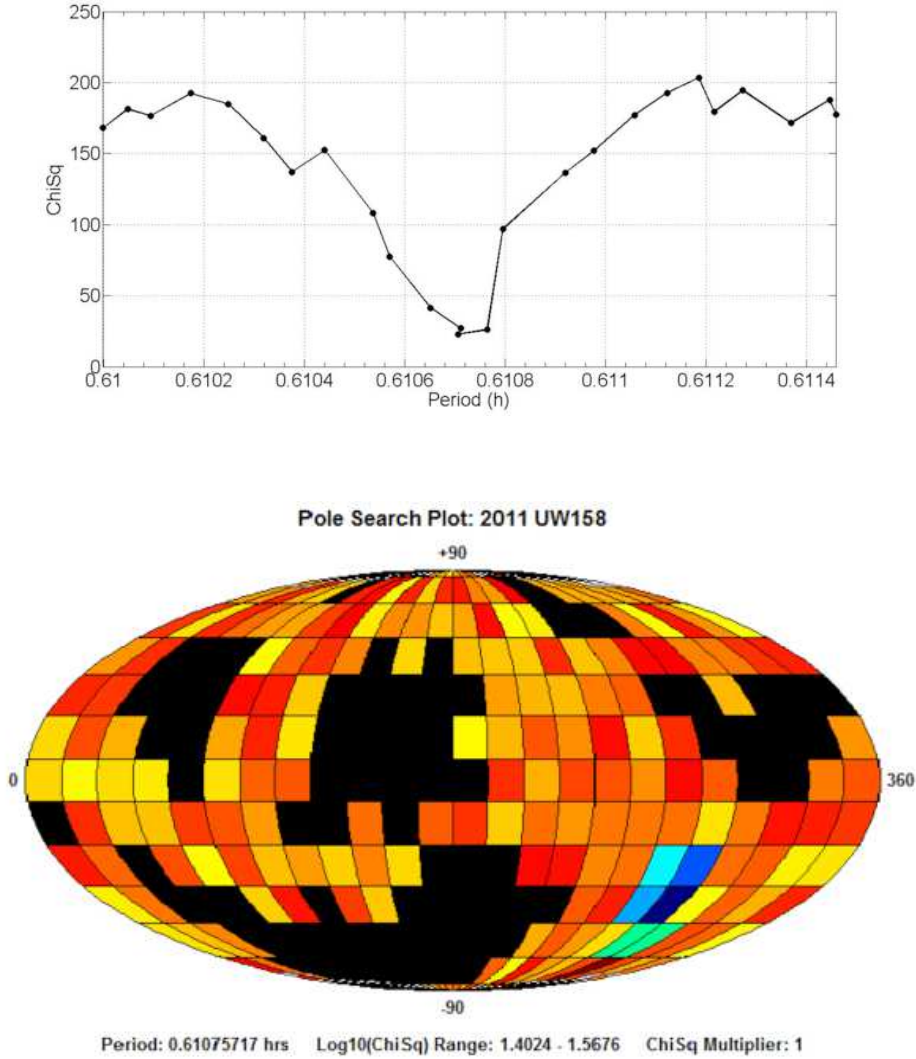 250
200
150
100
50
0
ChiSq
0.61 0.6102 0.6104 0.6106 0.6108 0.611 0.6112 0.6114
Period (h)
Pole Search Plot: 2011 UW158
+90
0
360
-90
Period: 0.61075717 hrs Log10(ChiSq) Range: 1.4024 - 1.5676 ChiSq Multiplier: 1